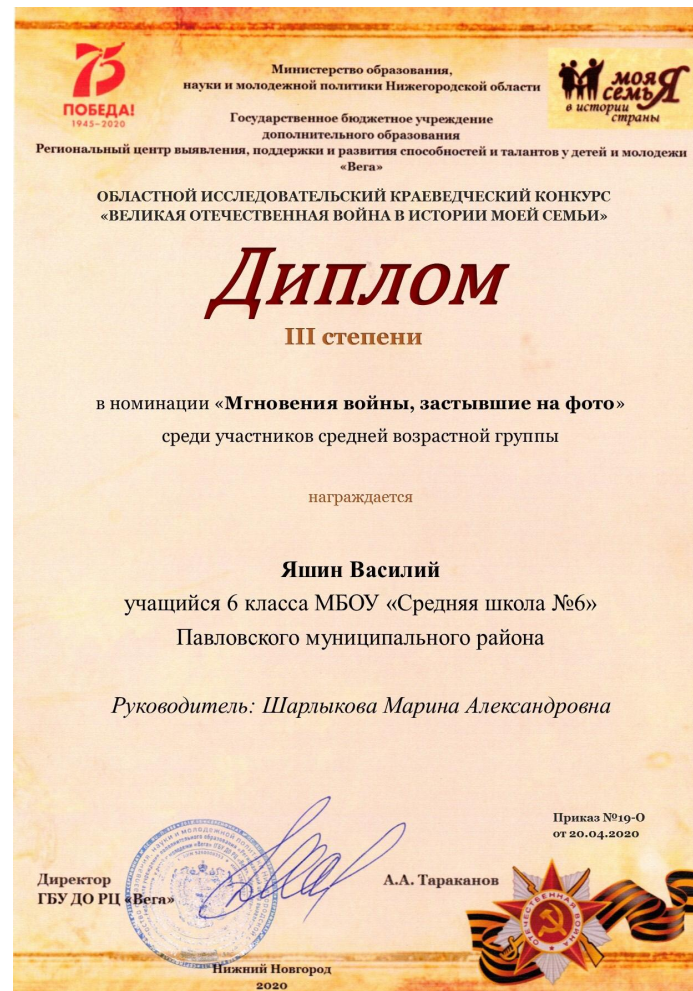 75
ПОБЕДА!
1945–2020
моя
семьЯ
в истории
страны
Министерство образования,
науки и молодежной политики Нижегородской области
Государственное бюджетное учреждение
дополнительного образования
Региональный центр выявления, поддержки и развития способностей и талантов у детей и молодежи
«Вега»
ОБЛАСТНОЙ ИССЛЕДОВАТЕЛЬСКИЙ КРАЕВЕДЧЕСКИЙ КОНКУРС
«ВЕЛИКАЯ ОТЕЧЕСТВЕННАЯ ВОЙНА В ИСТОРИИ МОЕЙ СЕМЬИ»
Диплом
III степени
в номинации «Мгновения войны, застывшие на фото»
среди участников средней возрастной группы
награждается
Яшин Василий
учащийся 6 класса МБОУ «Средняя школа №6»
Павловского муниципального района
Руководитель: Шарлыкова Марина Александровна
Приказ №19-О
от 20.04.2020
Директор
ГБУ ДО РЦ «Вега»
А.А. Тараканов
ОТЕЧЕСТВЕННАЯ ВОЙНА
Нижний Новгород
2020